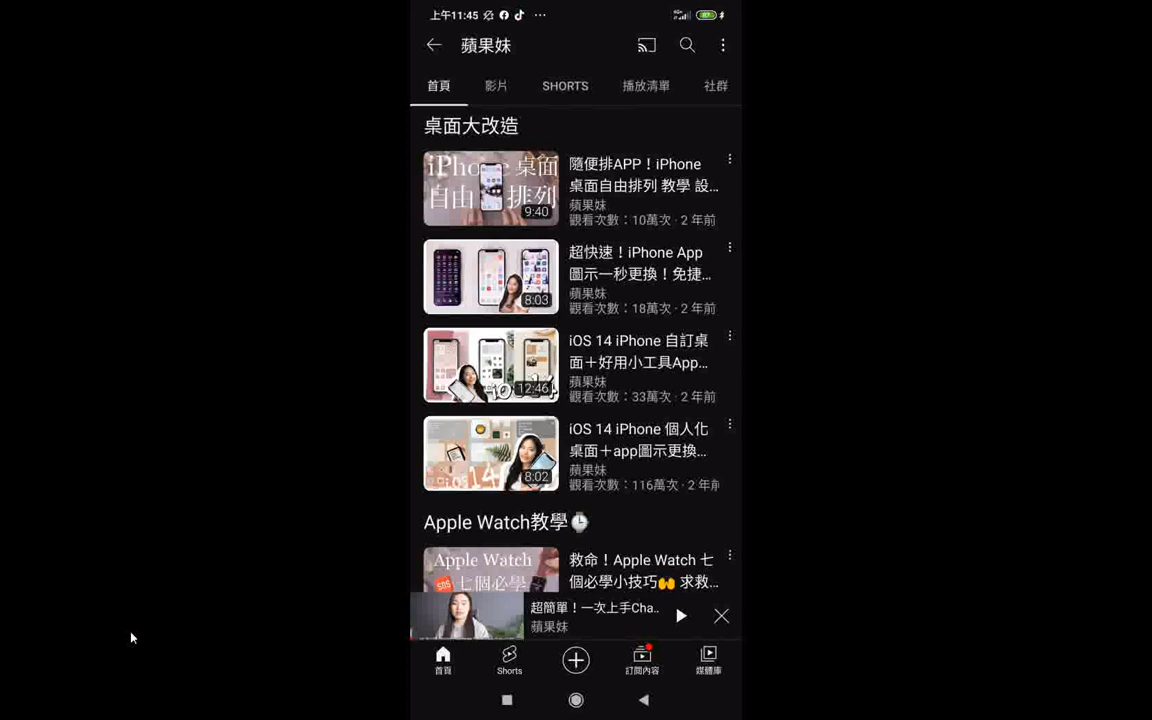 上午11:45
蘋果妹
首頁 影片 SHORTS 播放清單 社群
桌面大改造
iPhone 桌面
自由 排列
9:40
隨便排APP！iPhone
桌面自由排列 教學 設...
蘋果妹
觀看次數：10萬次 · 2 年前
8:03
超快速！iPhone App
圖示一秒更換！免捷...
蘋果妹
觀看次數：18萬次 · 2 年前
iOS 14
12:46
iOS 14 iPhone 自訂桌
面＋好用小工具App...
蘋果妹
觀看次數：33萬次 · 2 年前
iOS 14
8:02
iOS 14 iPhone 個人化
桌面＋app圖示更換...
蘋果妹
觀看次數：116萬次 · 2 年前
Apple Watch教學⌚
Apple Watch
SOS 七個必學
救命！Apple Watch 七
個必學小技巧🙌 求救...
超簡單！一次上手Cha..
蘋果妹
首頁 Shorts 訂閱內容 媒體庫